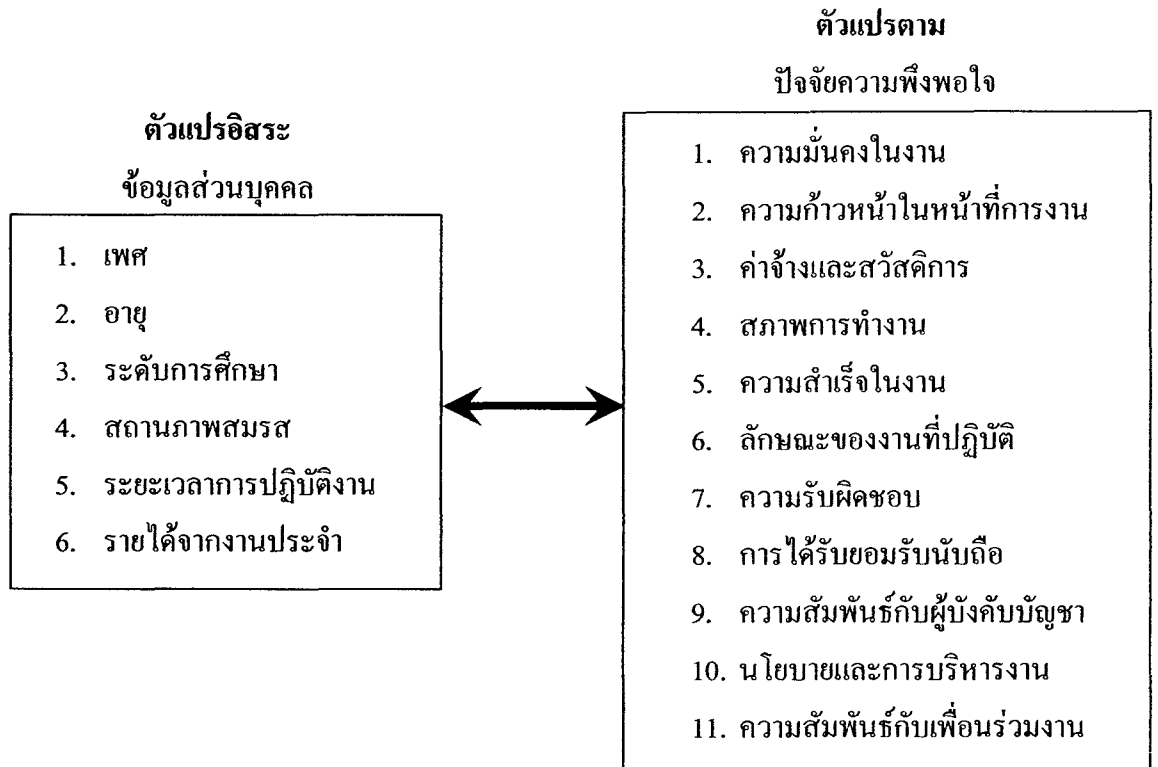 ตัวแปรอิสระ
ข้อมูลส่วนบุคคล
1. เพศ
2. อายุ
3. ระดับการศึกษา
4. สถานภาพสมรส
5. ระยะเวลาการปฏิบัติงาน
6. รายได้จากงานประจำ
ตัวแปรตาม
ปัจจัยความพึงพอใจ
1. ความมั่นคงในงาน
2. ความก้าวหน้าในหน้าที่การงาน
3. ค่าจ้างและสวัสดิการ
4. สภาพการทำงาน
5. ความสำเร็จในงาน
6. ลักษณะของงานที่ปฏิบัติ
7. ความรับผิดชอบ
8. การได้รับยอมรับนับถือ
9. ความสัมพันธ์กับผู้บังคับบัญชา
10. นโยบายและการบริหารงาน
11. ความสัมพันธ์กับเพื่อนร่วมงาน